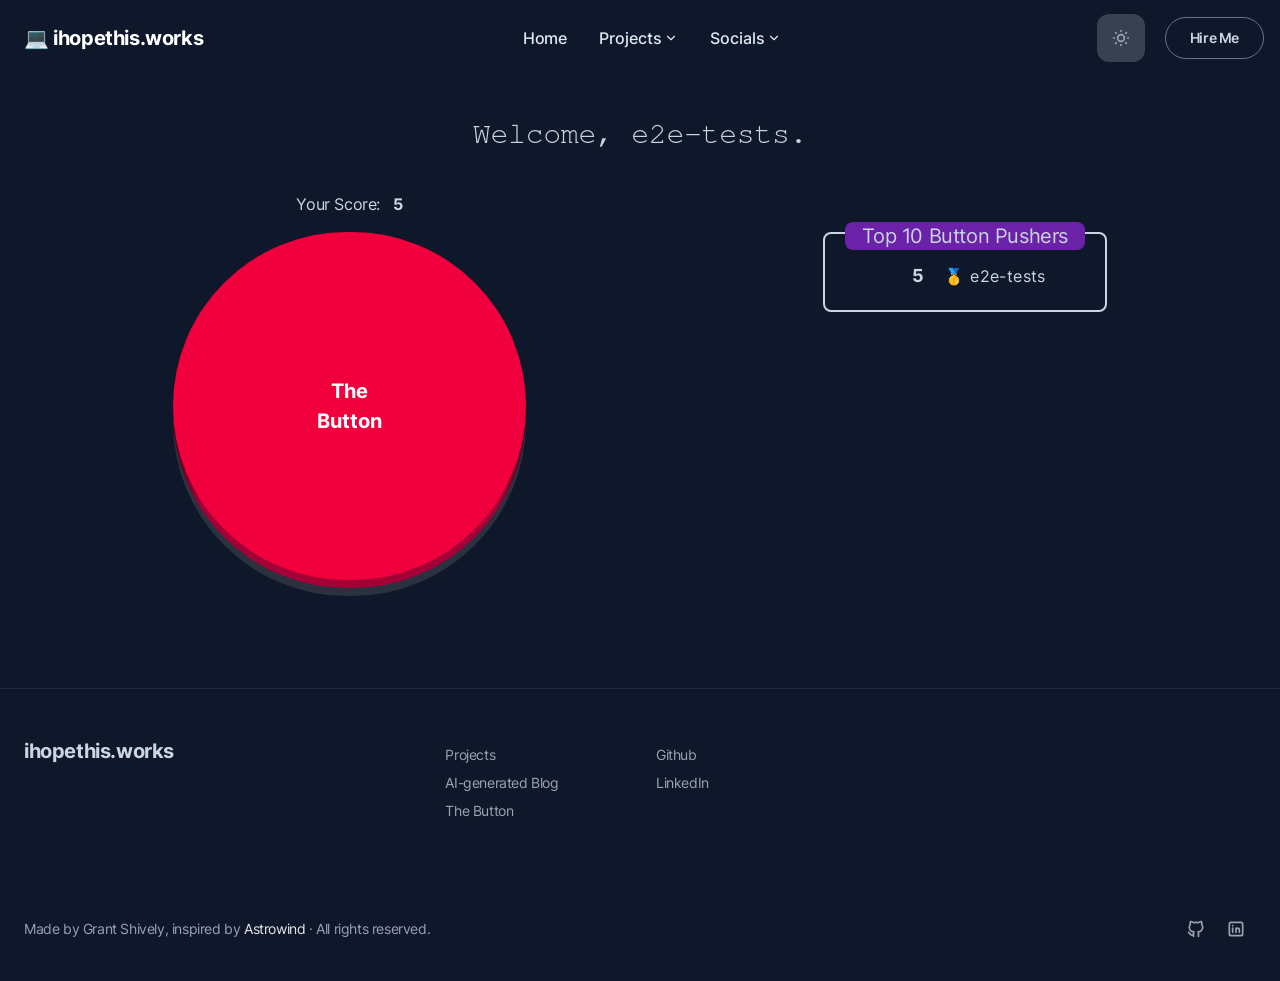 💻 ihopethis.works
Home
Projects
Socials
Hire Me
Welcome, e2e-tests.
Your Score: 5
The
Button
Top 10 Button Pushers
5 🥇 e2e-tests
ihopethis.works
Projects
AI-generated Blog
The Button
Github
LinkedIn
Made by Grant Shively, inspired by Astrowind · All rights reserved.